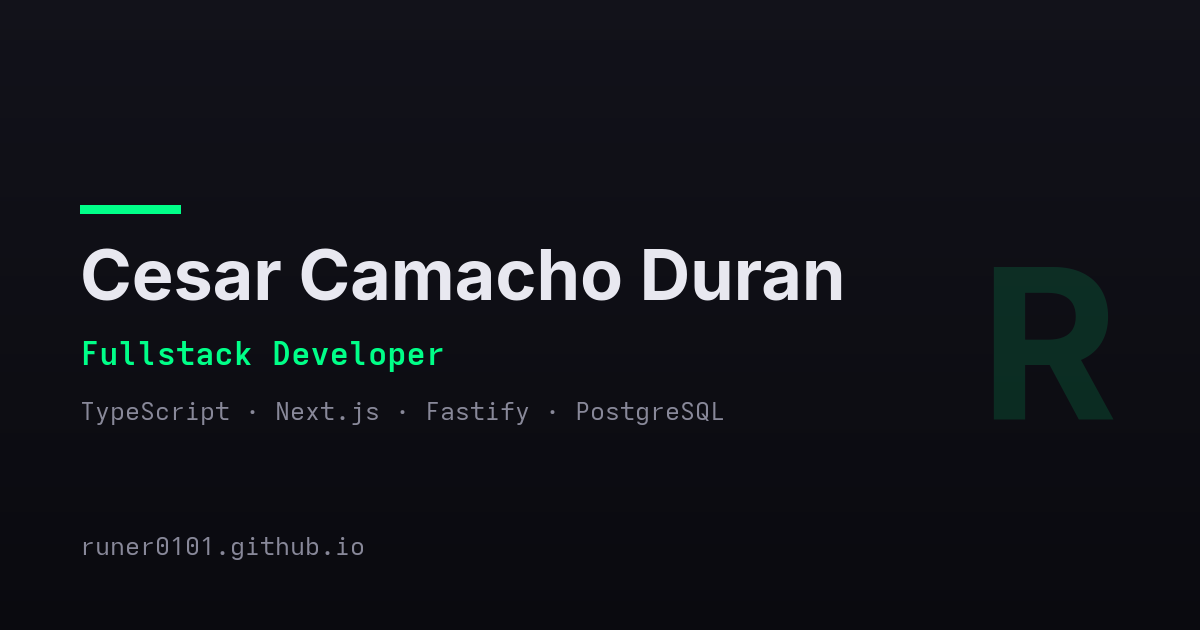 Cesar Camacho Duran
R
Fullstack Developer
TypeScript · Next.js · Fastify · PostgreSQL
runer0101.github.io